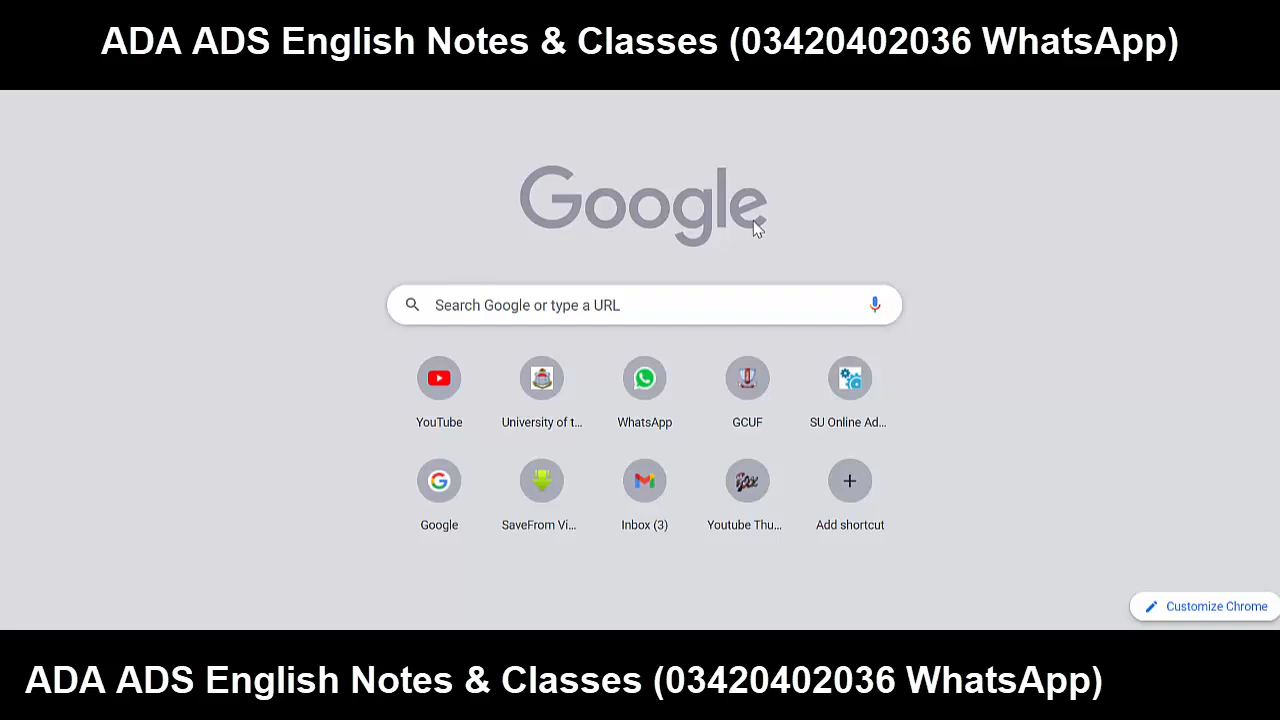 ADA ADS English Notes & Classes (03420402036 WhatsApp)
Google
Search Google or type a URL
YouTube
University of t...
WhatsApp
GCUF
SU Online Ad...
Google
SaveFrom Vi...
Inbox (3)
Youtube Thu...
Add shortcut
Customize Chrome
ADA ADS English Notes & Classes (03420402036 WhatsApp)